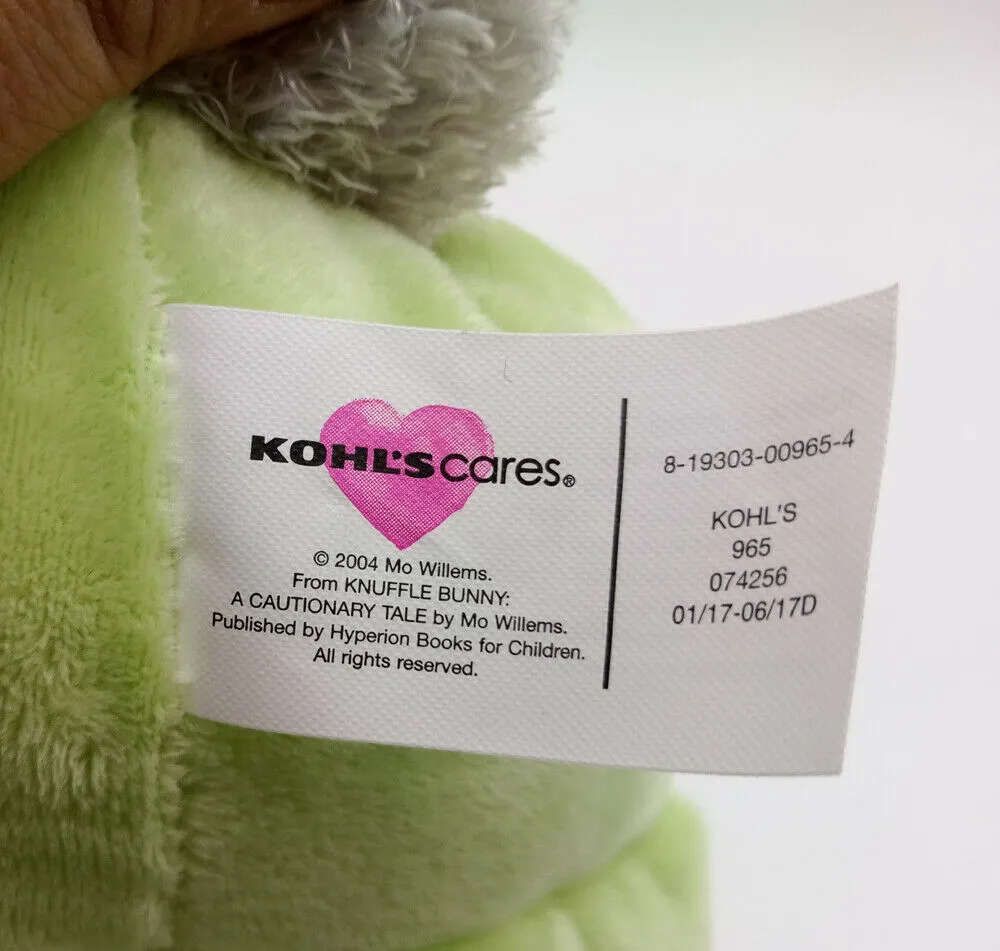 KOHL'S cares®
© 2004 Mo Willems.
From KNUFFLE BUNNY:
A CAUTIONARY TALE by Mo Willems.
Published by Hyperion Books for Children.
All rights reserved.
8-19303-00965-4
KOHL'S
965
074256
01/17-06/17D